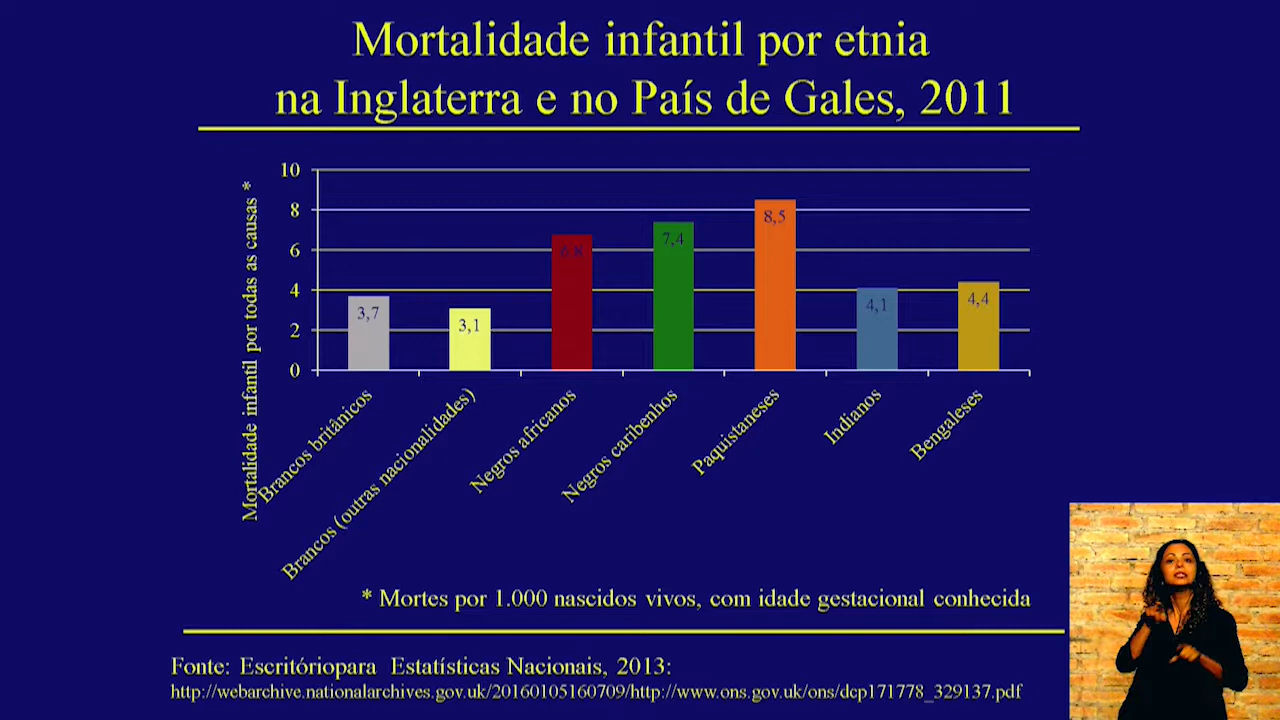 Mortalidade infantil por etnia
na Inglaterra e no País de Gales, 2011
Mortalidade infantil por todas as causas *
10
8
6
4
2
0
3,7
3,1
6,8
7,4
8,5
4,1
4,4
Brancos britânicos
Brancos (outras nacionalidades)
Negros africanos
Negros caribenhos
Paquistaneses
Indianos
Bengaleses
* Mortes por 1.000 nascidos vivos, com idade gestacional conhecida
Fonte: Escritóriopara Estatísticas Nacionais, 2013:
http://webarchive.nationalarchives.gov.uk/20160105160709/http://www.ons.gov.uk/ons/dcp171778_329137.pdf